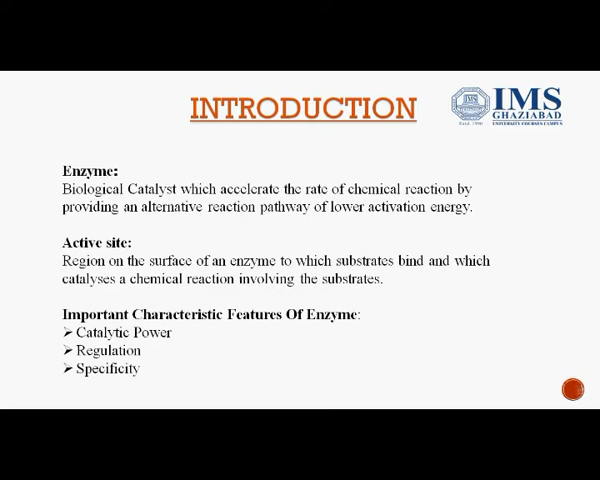 INTRODUCTION
IMS
GHAZIABAD
UNIVERSITY COURSES CAMPUS
Estd. 1990
Enzyme:
Biological Catalyst which accelerate the rate of chemical reaction by
providing an alternative reaction pathway of lower activation energy.
Active site:
Region on the surface of an enzyme to which substrates bind and which
catalyses a chemical reaction involving the substrates.
Important Characteristic Features Of Enzyme:
➢ Catalytic Power
➢ Regulation
➢ Specificity